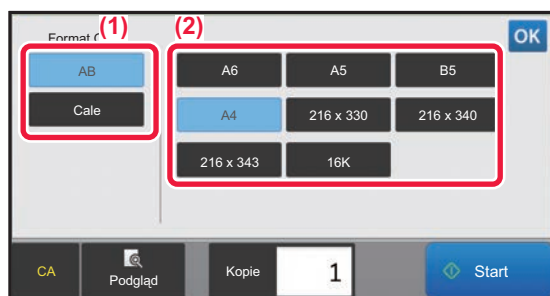 Format
(1)
(2)
OK
AB
Cale
A6
A5
B5
A4
216 x 330
216 x 340
216 x 343
16K
CA
Podgląd
Kopie
1
Start